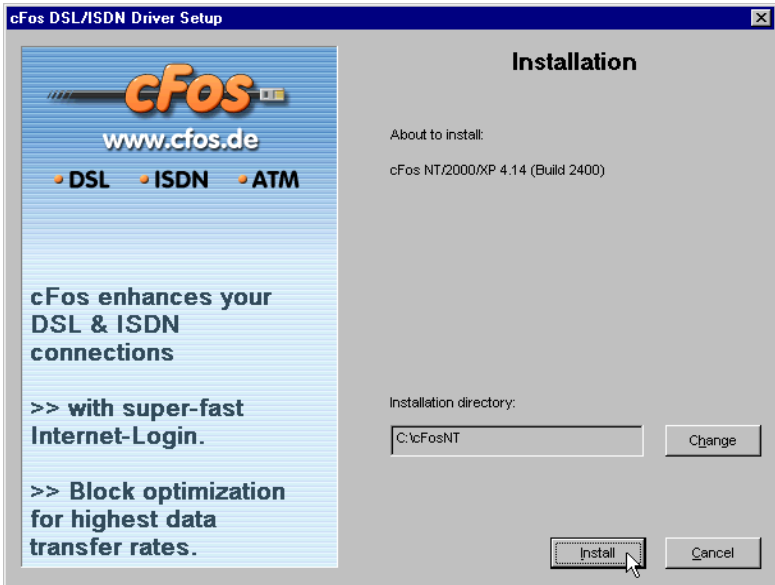 cFos DSL/ISDN Driver Setup
cFos
www.cfos.de
DSL ISDN ATM
cFos enhances your
DSL & ISDN
connections
>> with super-fast
Internet-Login.
>> Block optimization
for highest data
transfer rates.
Installation
About to install:
cFos NT/2000/XP 4.14 (Build 2400)
Installation directory:
C:\cFosNT
Change
Install
Cancel